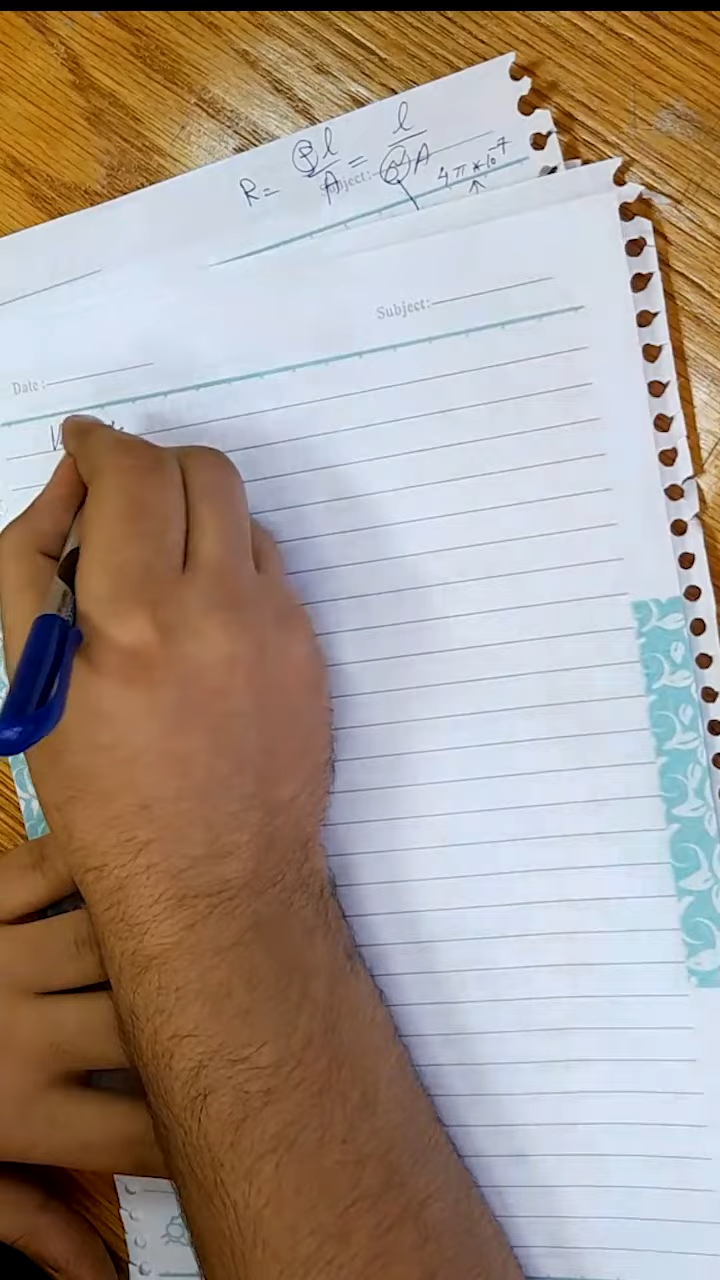 R = ρl/A = l/σA
4π*10⁻⁷
↑
Subject:
Subject:
Date: